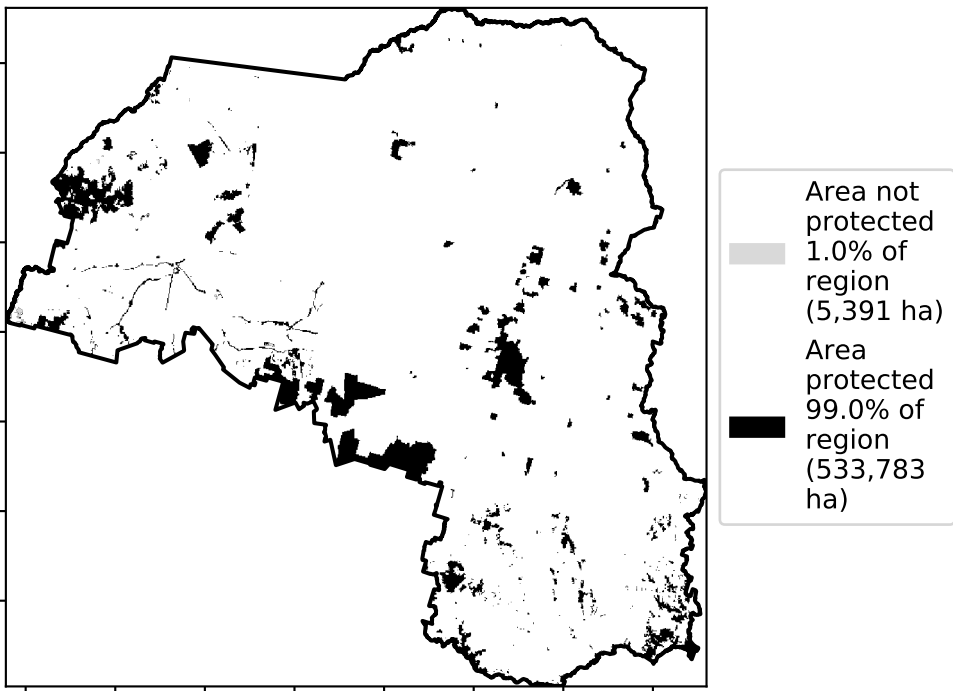 Area not
protected
1.0% of
region
(5,391 ha)
Area
protected
99.0% of
region
(533,783
ha)